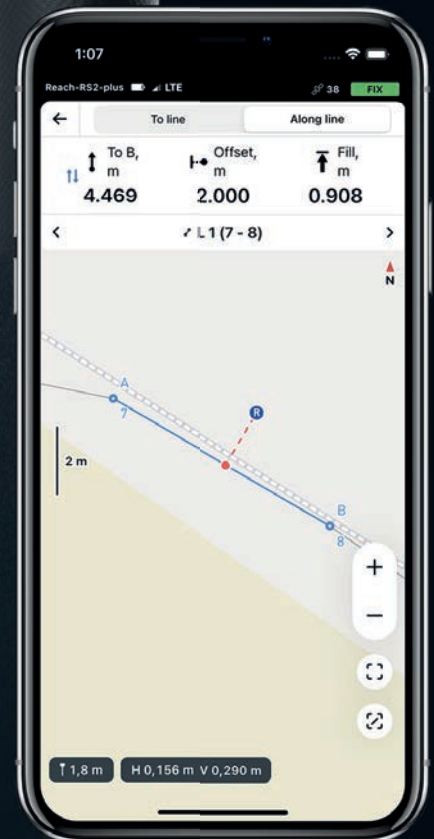 1:07
Reach-RS2-plus LTE 38 FIX
To line Along line
To B, m Offset, m Fill, m
4.469 2.000 0.908
L 1 (7 - 8)
N
A
R
7
2 m
B
8
+
−
1,8 m H 0,156 m V 0,290 m